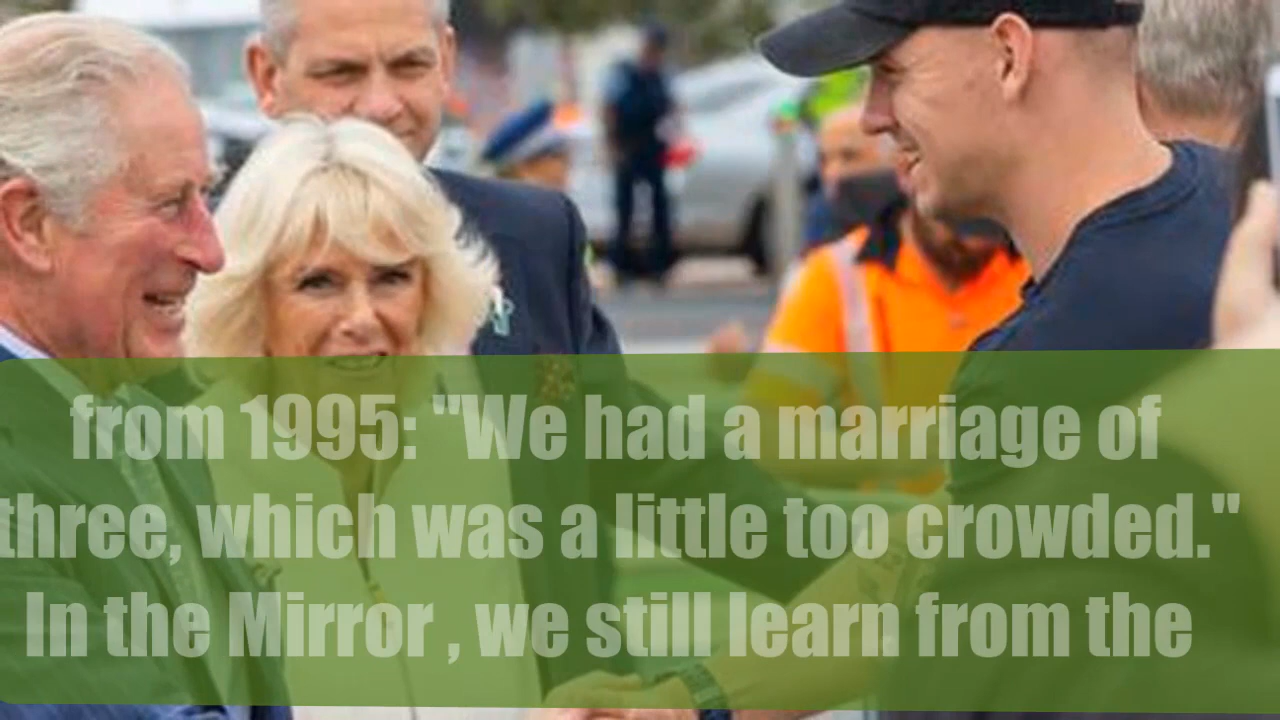 from 1995: "We had a marriage of
three, which was a little too crowded."
In the Mirror , we still learn from the